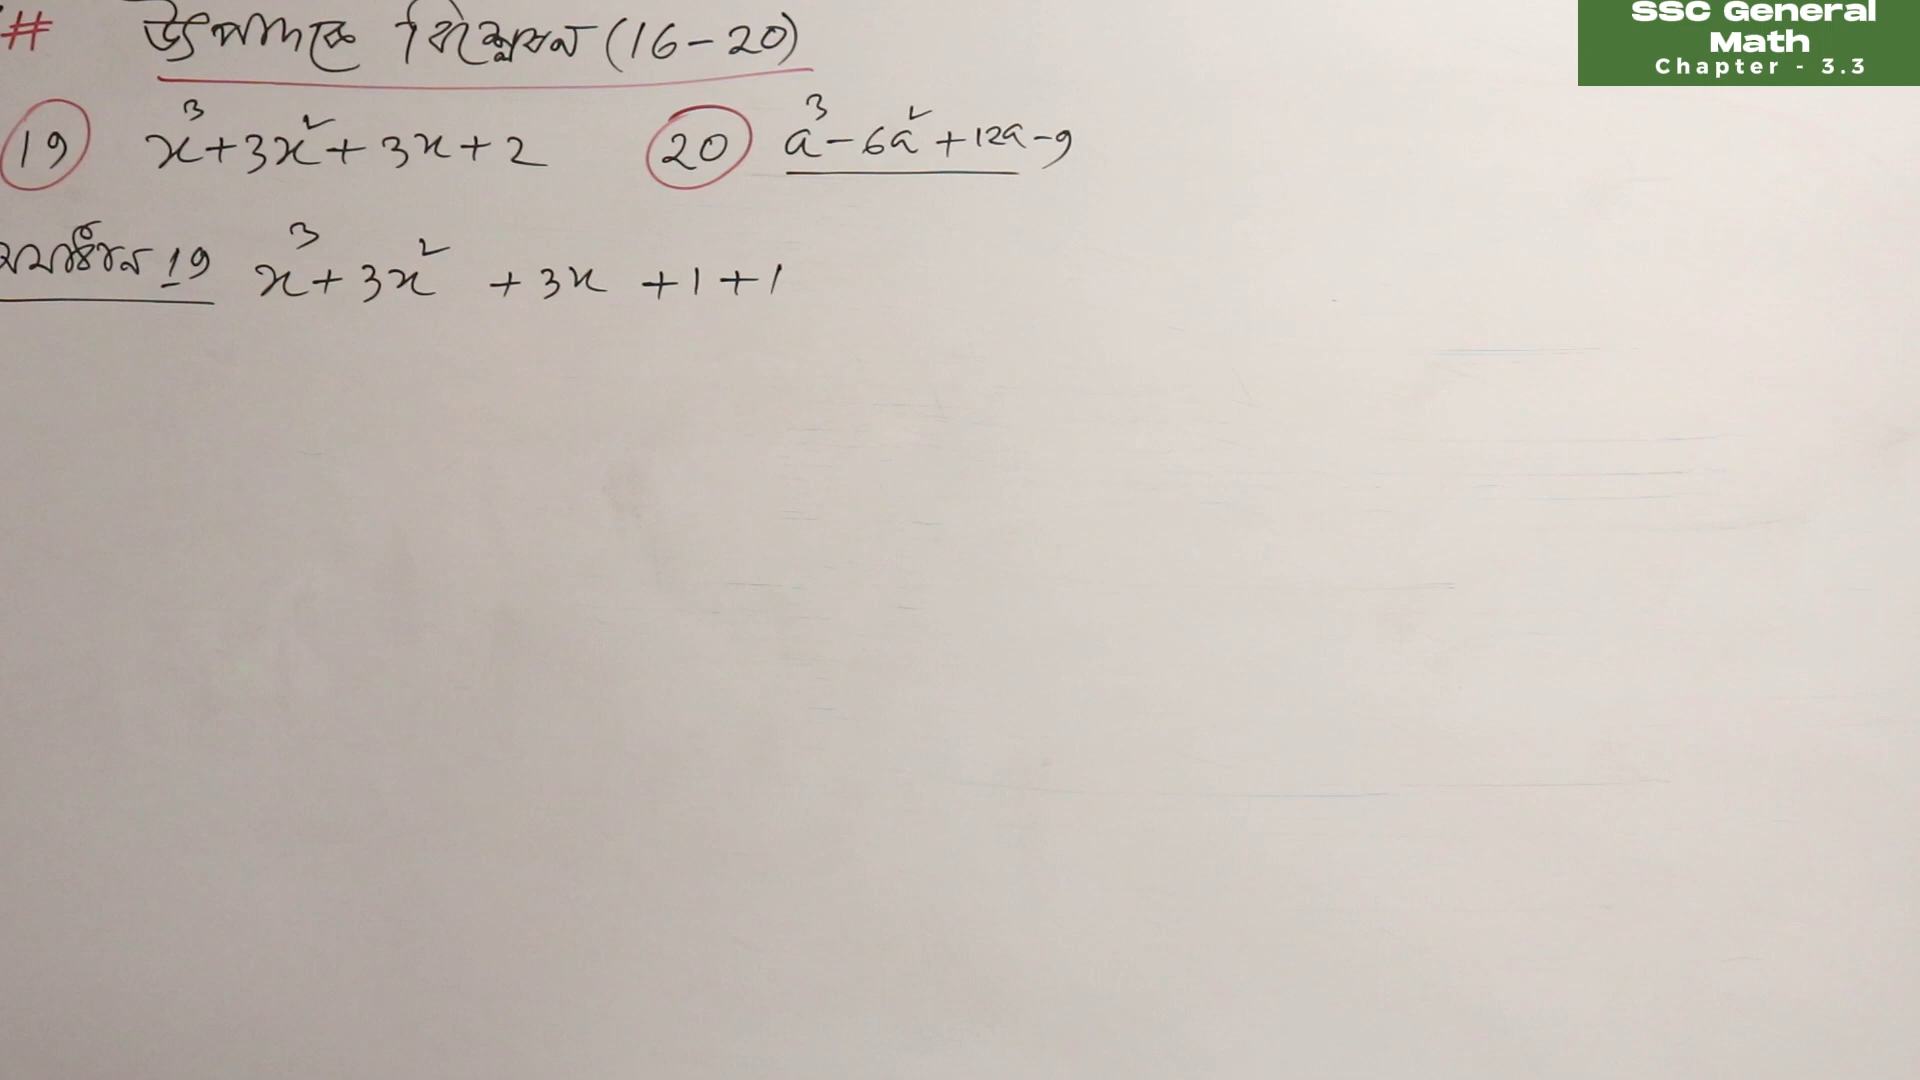 # উৎপাদকে বিশ্লেষন (16-20)
SSC General
Math
Chapter - 3.3
19 x³+3x²+3x+2 20 a³-6a²+12a-9
সমাধান 19 x³+3x² +3x +1+1